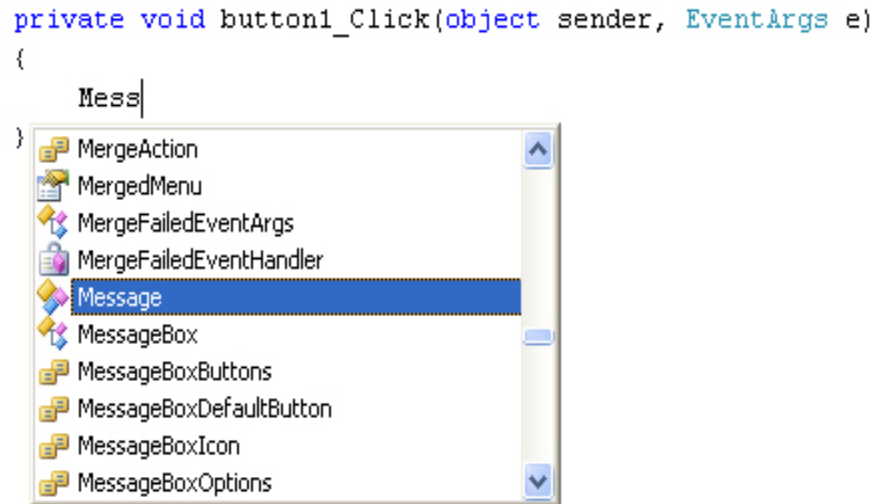 private void button1_Click(object sender, EventArgs e)
{
Mess
}
MergeAction
MergedMenu
MergeFailedEventArgs
MergeFailedEventHandler
Message
MessageBox
MessageBoxButtons
MessageBoxDefaultButton
MessageBoxIcon
MessageBoxOptions